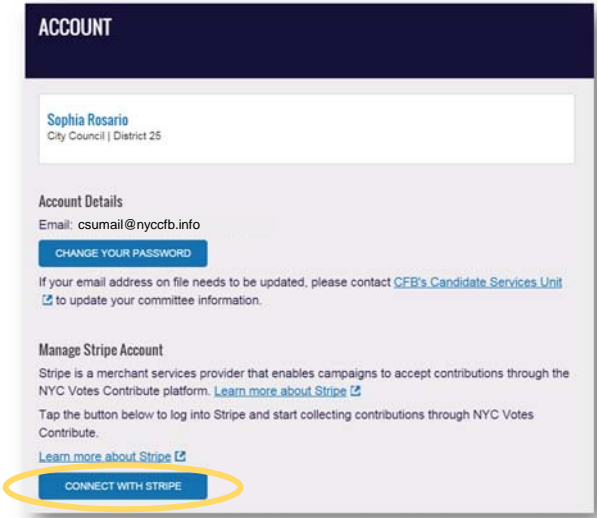 ACCOUNT
Sophia Rosario
City Council | District 25
Account Details
Email: csumail@nyccfb.info
CHANGE YOUR PASSWORD
If your email address on file needs to be updated, please contact CFB's Candidate Services Unit
to update your committee information.
Manage Stripe Account
Stripe is a merchant services provider that enables campaigns to accept contributions through the
NYC Votes Contribute platform. Learn more about Stripe
Tap the button below to log into Stripe and start collecting contributions through NYC Votes
Contribute.
Learn more about Stripe
CONNECT WITH STRIPE